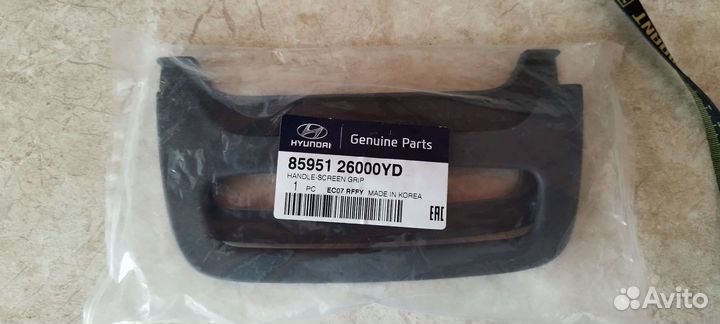 HYUNDAI
Genuine Parts
85951 26000YD
HANDLE-SCREEN GRIP
1 PC EC07 RFFY MADE IN KOREA
EAC
Avito